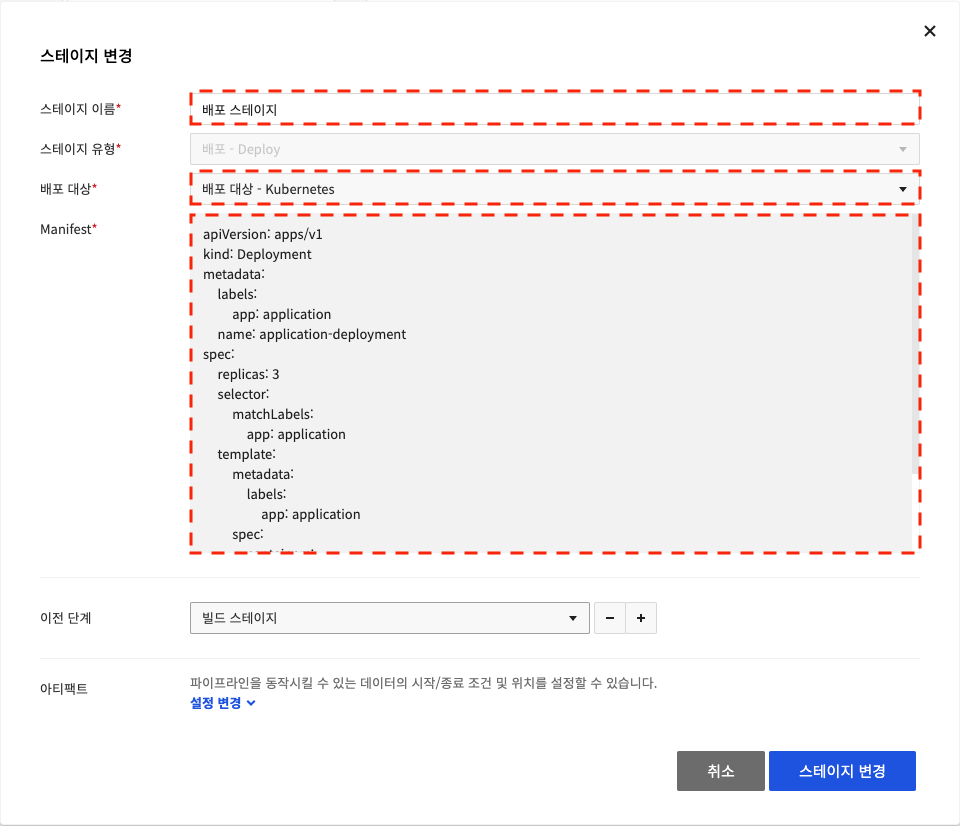 스테이지 변경
스테이지 이름*
배포 스테이지
스테이지 유형*
배포 - Deploy
배포 대상*
배포 대상 - Kubernetes
Manifest*
apiVersion: apps/v1
kind: Deployment
metadata:
labels:
app: application
name: application-deployment
spec:
replicas: 3
selector:
matchLabels:
app: application
template:
metadata:
labels:
app: application
spec:
이전 단계
빌드 스테이지
아티팩트
파이프라인을 동작시킬 수 있는 데이터의 시작/종료 조건 및 위치를 설정할 수 있습니다.
설정 변경
취소
스테이지 변경